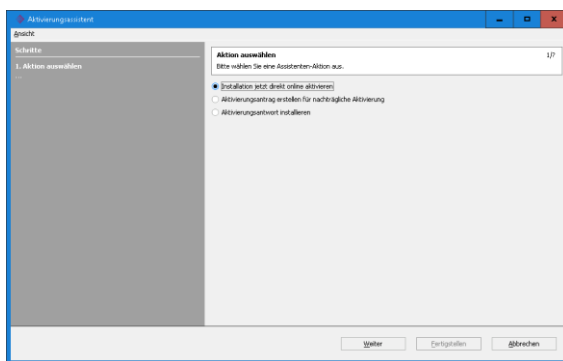 Aktivierungsassistent
Ansicht
Schritte
1. Aktion auswählen
...
Aktion auswählen 1/?
Bitte wählen Sie eine Assistenten-Aktion aus.
Installation jetzt direkt online aktivieren
Aktivierungsantrag erstellen für nachträgliche Aktivierung
Aktivierungsantwort installieren
Weiter Fertigstellen Abbrechen